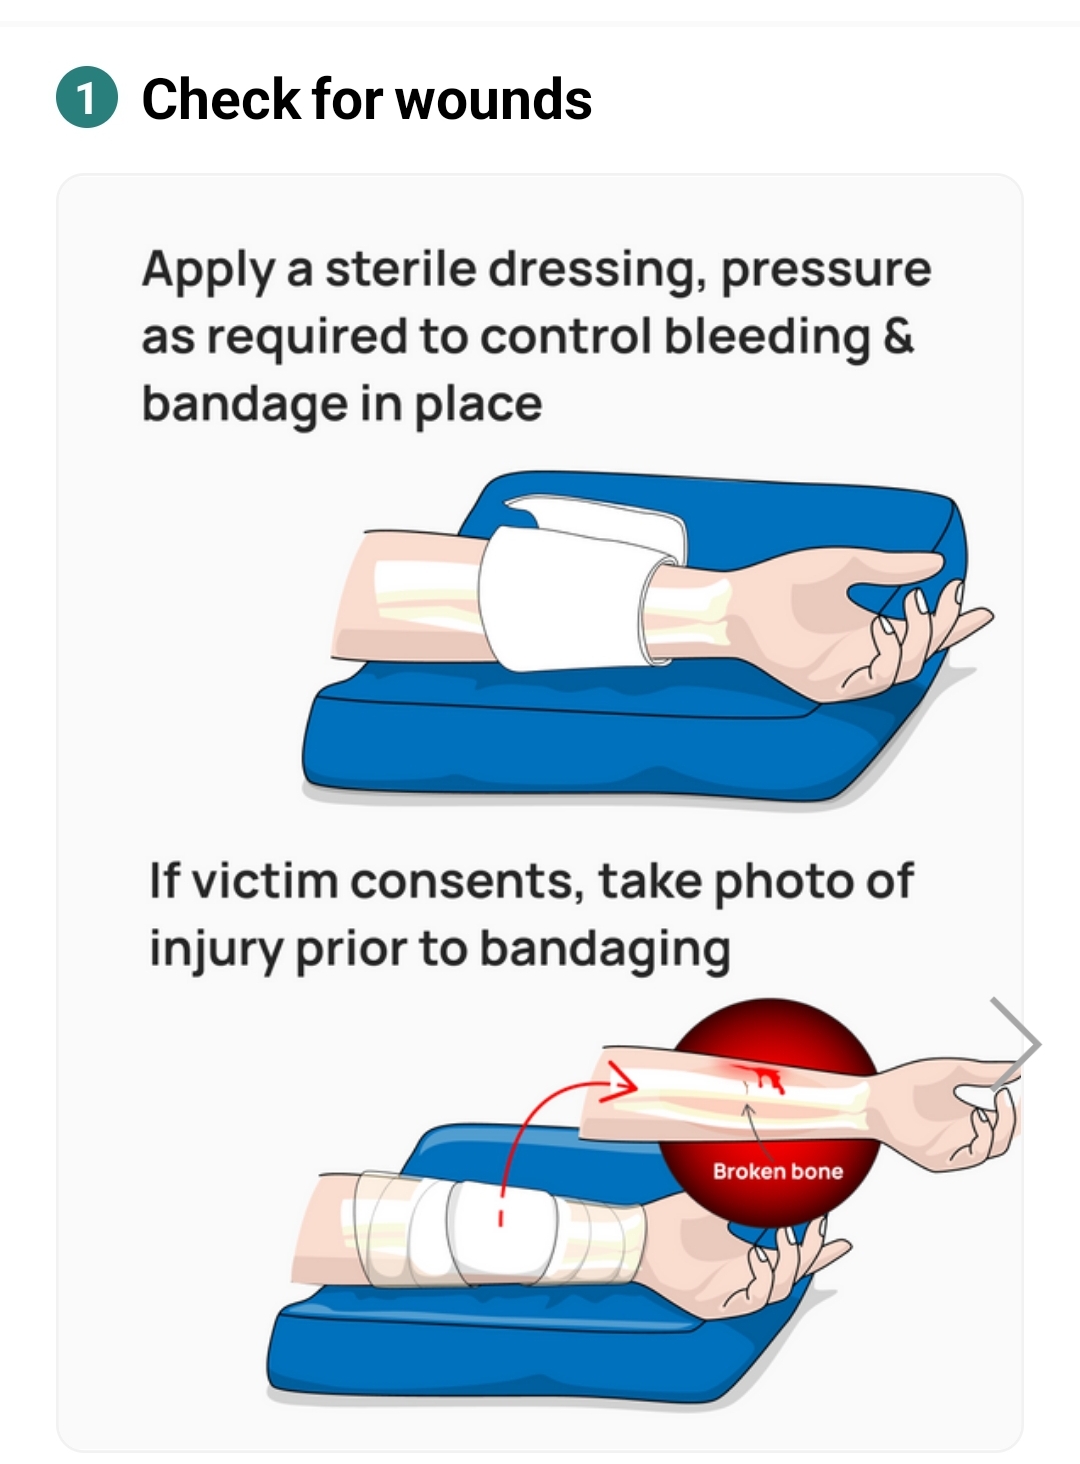 1 Check for wounds
Apply a sterile dressing, pressure
as required to control bleeding &
bandage in place
If victim consents, take photo of
injury prior to bandaging
Broken bone